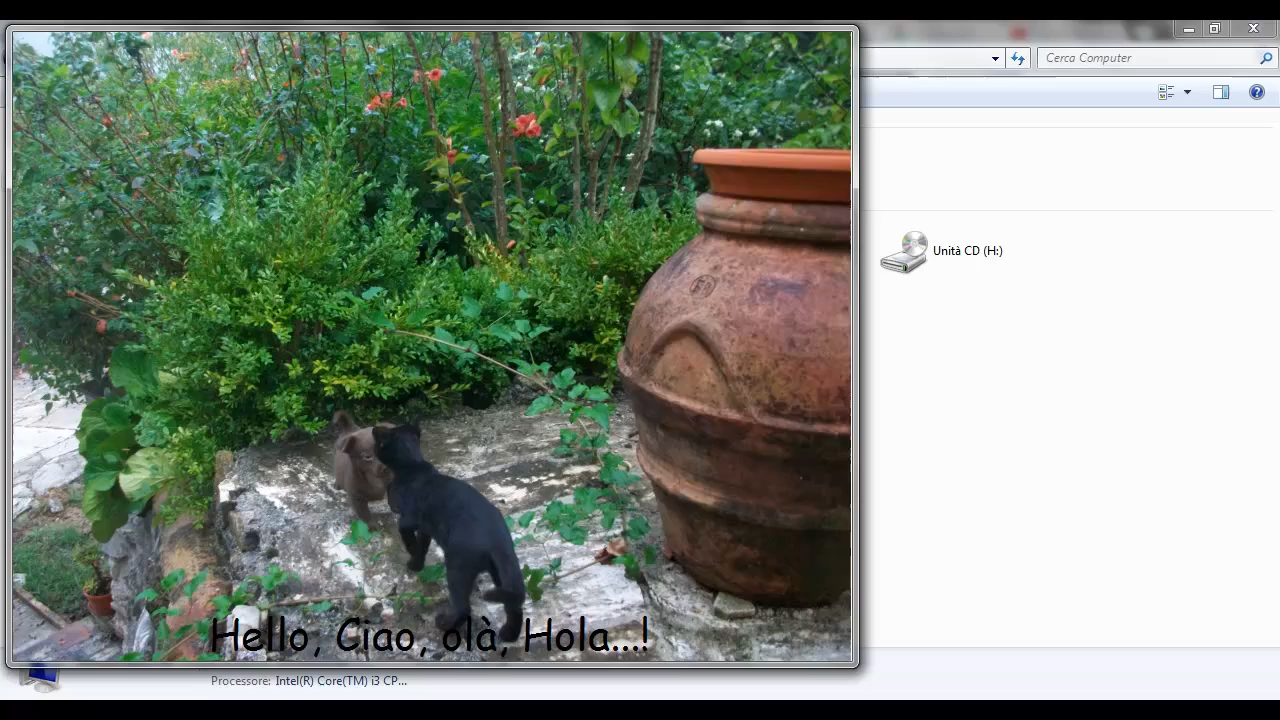 Cerca Computer
Unità CD (H:)
Hello, Ciao, olà, Hola...!
Processore: Intel(R) Core(TM) i3 CP...